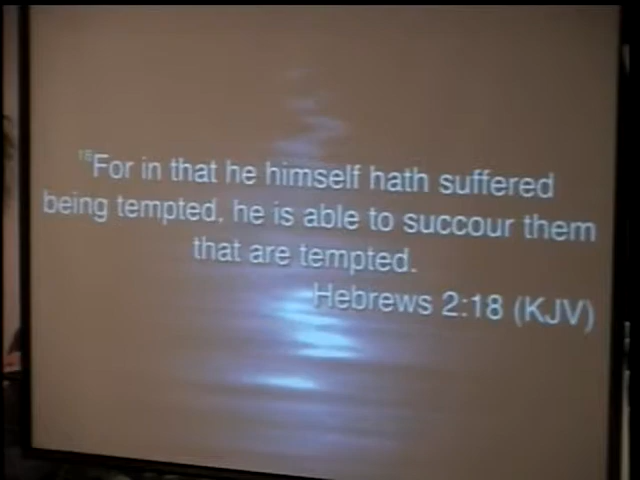 18For in that he himself hath suffered
being tempted, he is able to succour them
that are tempted.
Hebrews 2:18 (KJV)